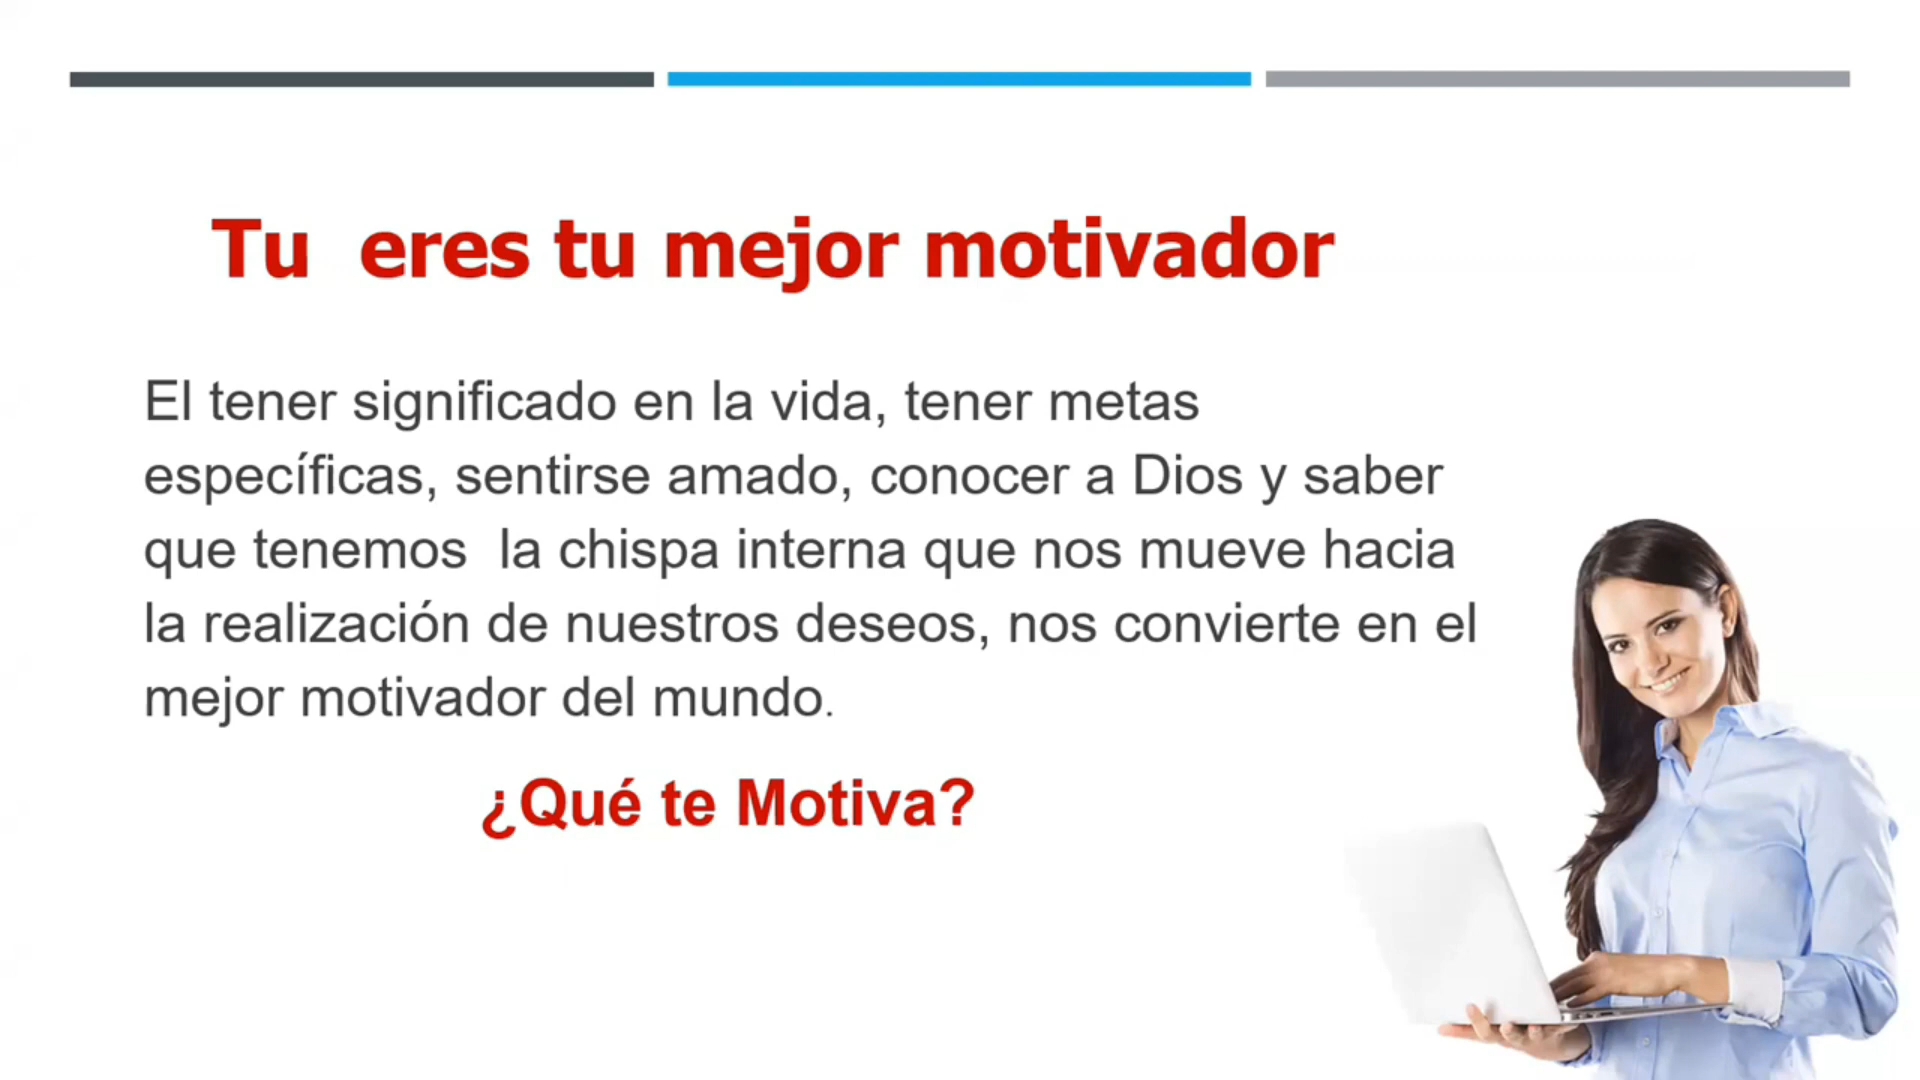 Tu  eres tu mejor motivador
El tener significado en la vida, tener metas
específicas, sentirse amado, conocer a Dios y saber
que tenemos  la chispa interna que nos mueve hacia
la realización de nuestros deseos, nos convierte en el
mejor motivador del mundo.
¿Qué te Motiva?